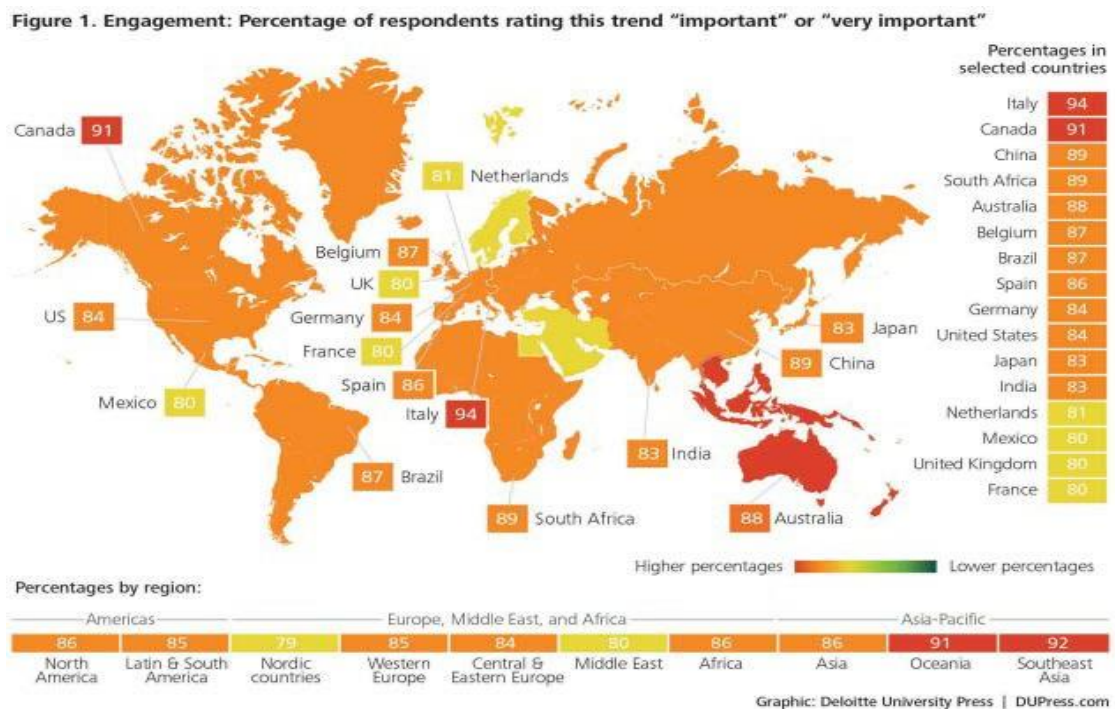 Figure 1. Engagement: Percentage of respondents rating this trend “important” or “very important”
Percentages in
selected countries
Italy 94
Canada 91
China 89
South Africa 89
Australia 88
Belgium 87
Brazil 87
Spain 86
Germany 84
United States 84
Japan 83
India 83
Netherlands 81
Mexico 80
United Kingdom 80
France 80
Canada 91
81 Netherlands
Belgium 87
UK 80
US 84
Germany 84
83 Japan
France 80
89 China
Spain 86
Mexico 80
Italy 94
83 India
87 Brazil
89 South Africa
88 Australia
Higher percentages Lower percentages
Percentages by region:
Americas Europe, Middle East, and Africa Asia-Pacific
86 85 79 85 84 80 86 86 91 92
North Latin & South Nordic Western Central & Middle East Africa Asia Oceania Southeast
America America countries Europe Eastern Europe Asia
Graphic: Deloitte University Press | DUPress.com